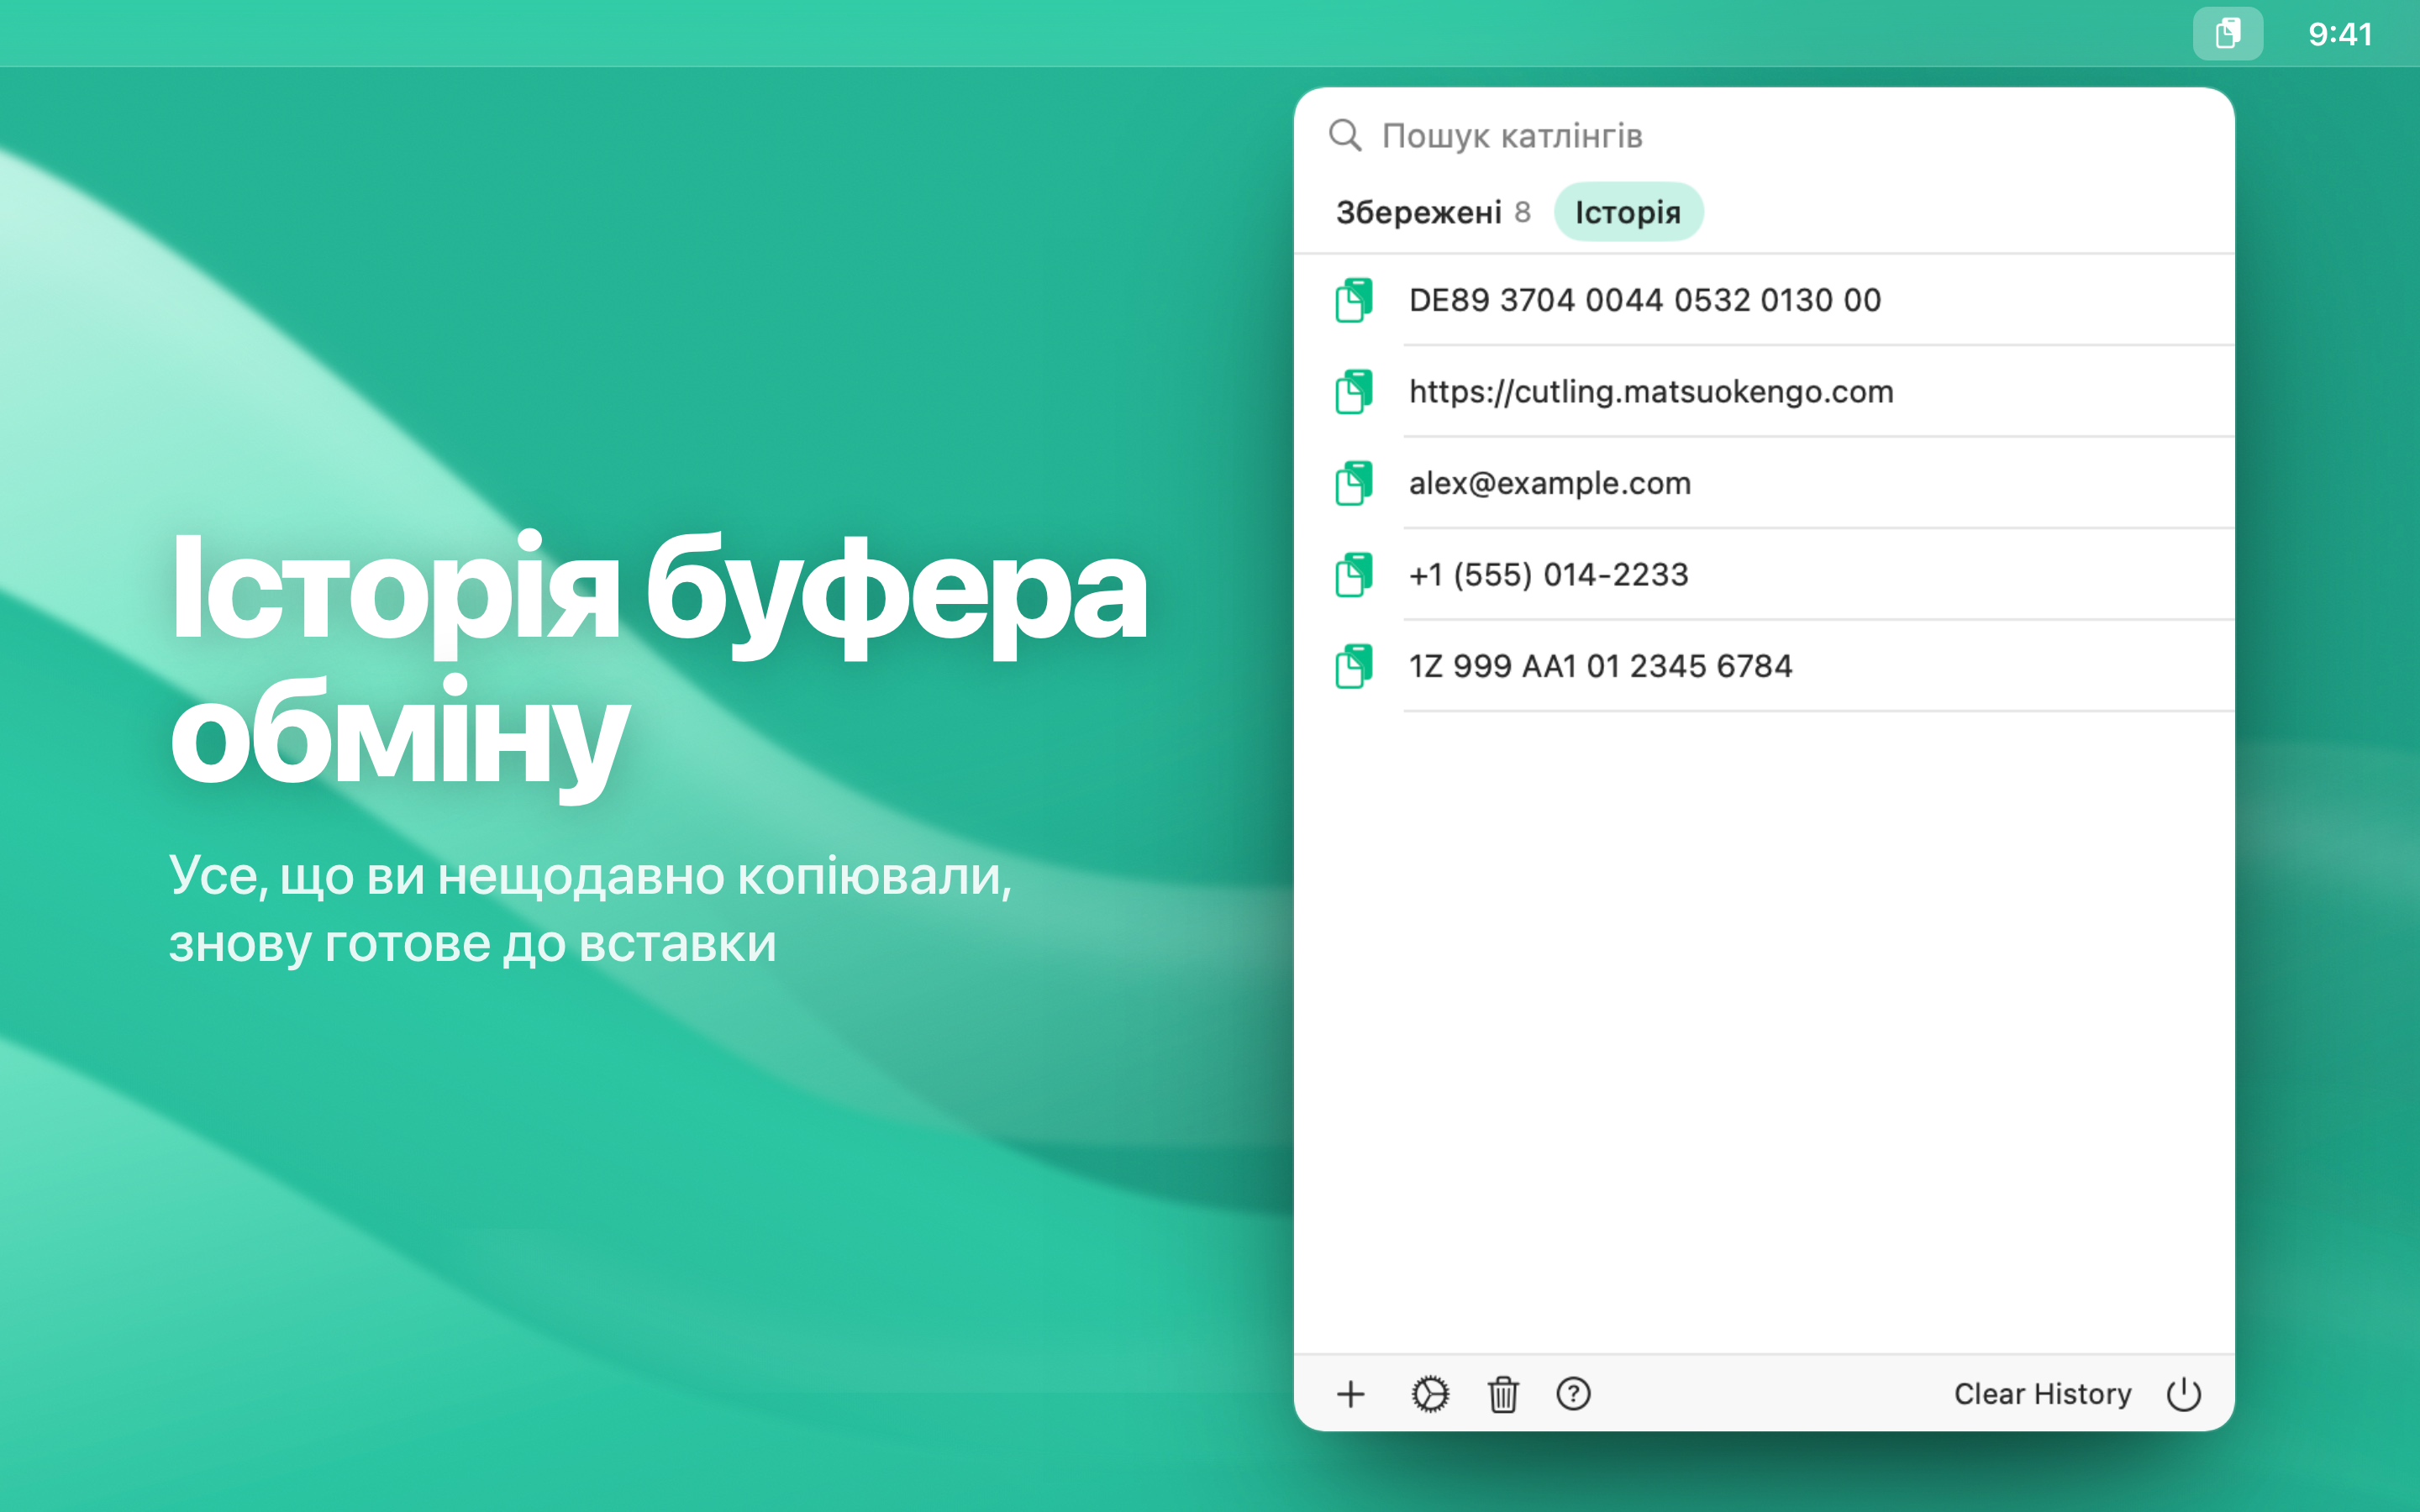 9:41
Пошук катлінгів
Збережені 8 Історія
DE89 3704 0044 0532 0130 00
https://cutling.matsuokengo.com
alex@example.com
+1 (555) 014-2233
1Z 999 AA1 01 2345 6784
Clear History
Історія буфера
обміну
Усе, що ви нещодавно копіювали,
знову готове до вставки